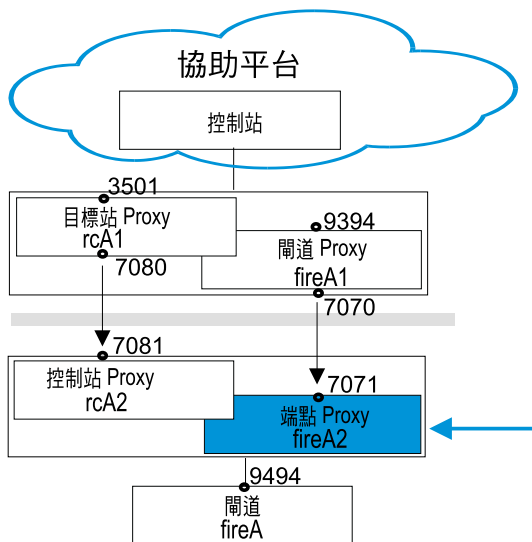 協助平台
控制站
3501
目標站 Proxy
rcA1
7080
9394
閘道 Proxy
fireA1
7070
7081
控制站 Proxy
rcA2
7071
端點 Proxy
fireA2
9494
閘道
fireA